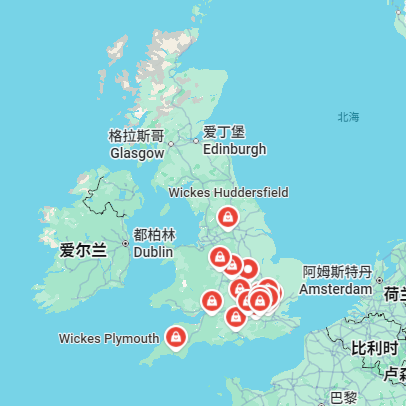 北海
格拉斯哥
Glasgow
爱丁堡
Edinburgh
Wickes Huddersfield
爱尔兰
都柏林
Dublin
阿姆斯特丹
Amsterdam
荷兰
Wickes Plymouth
比利时
卢森
巴黎